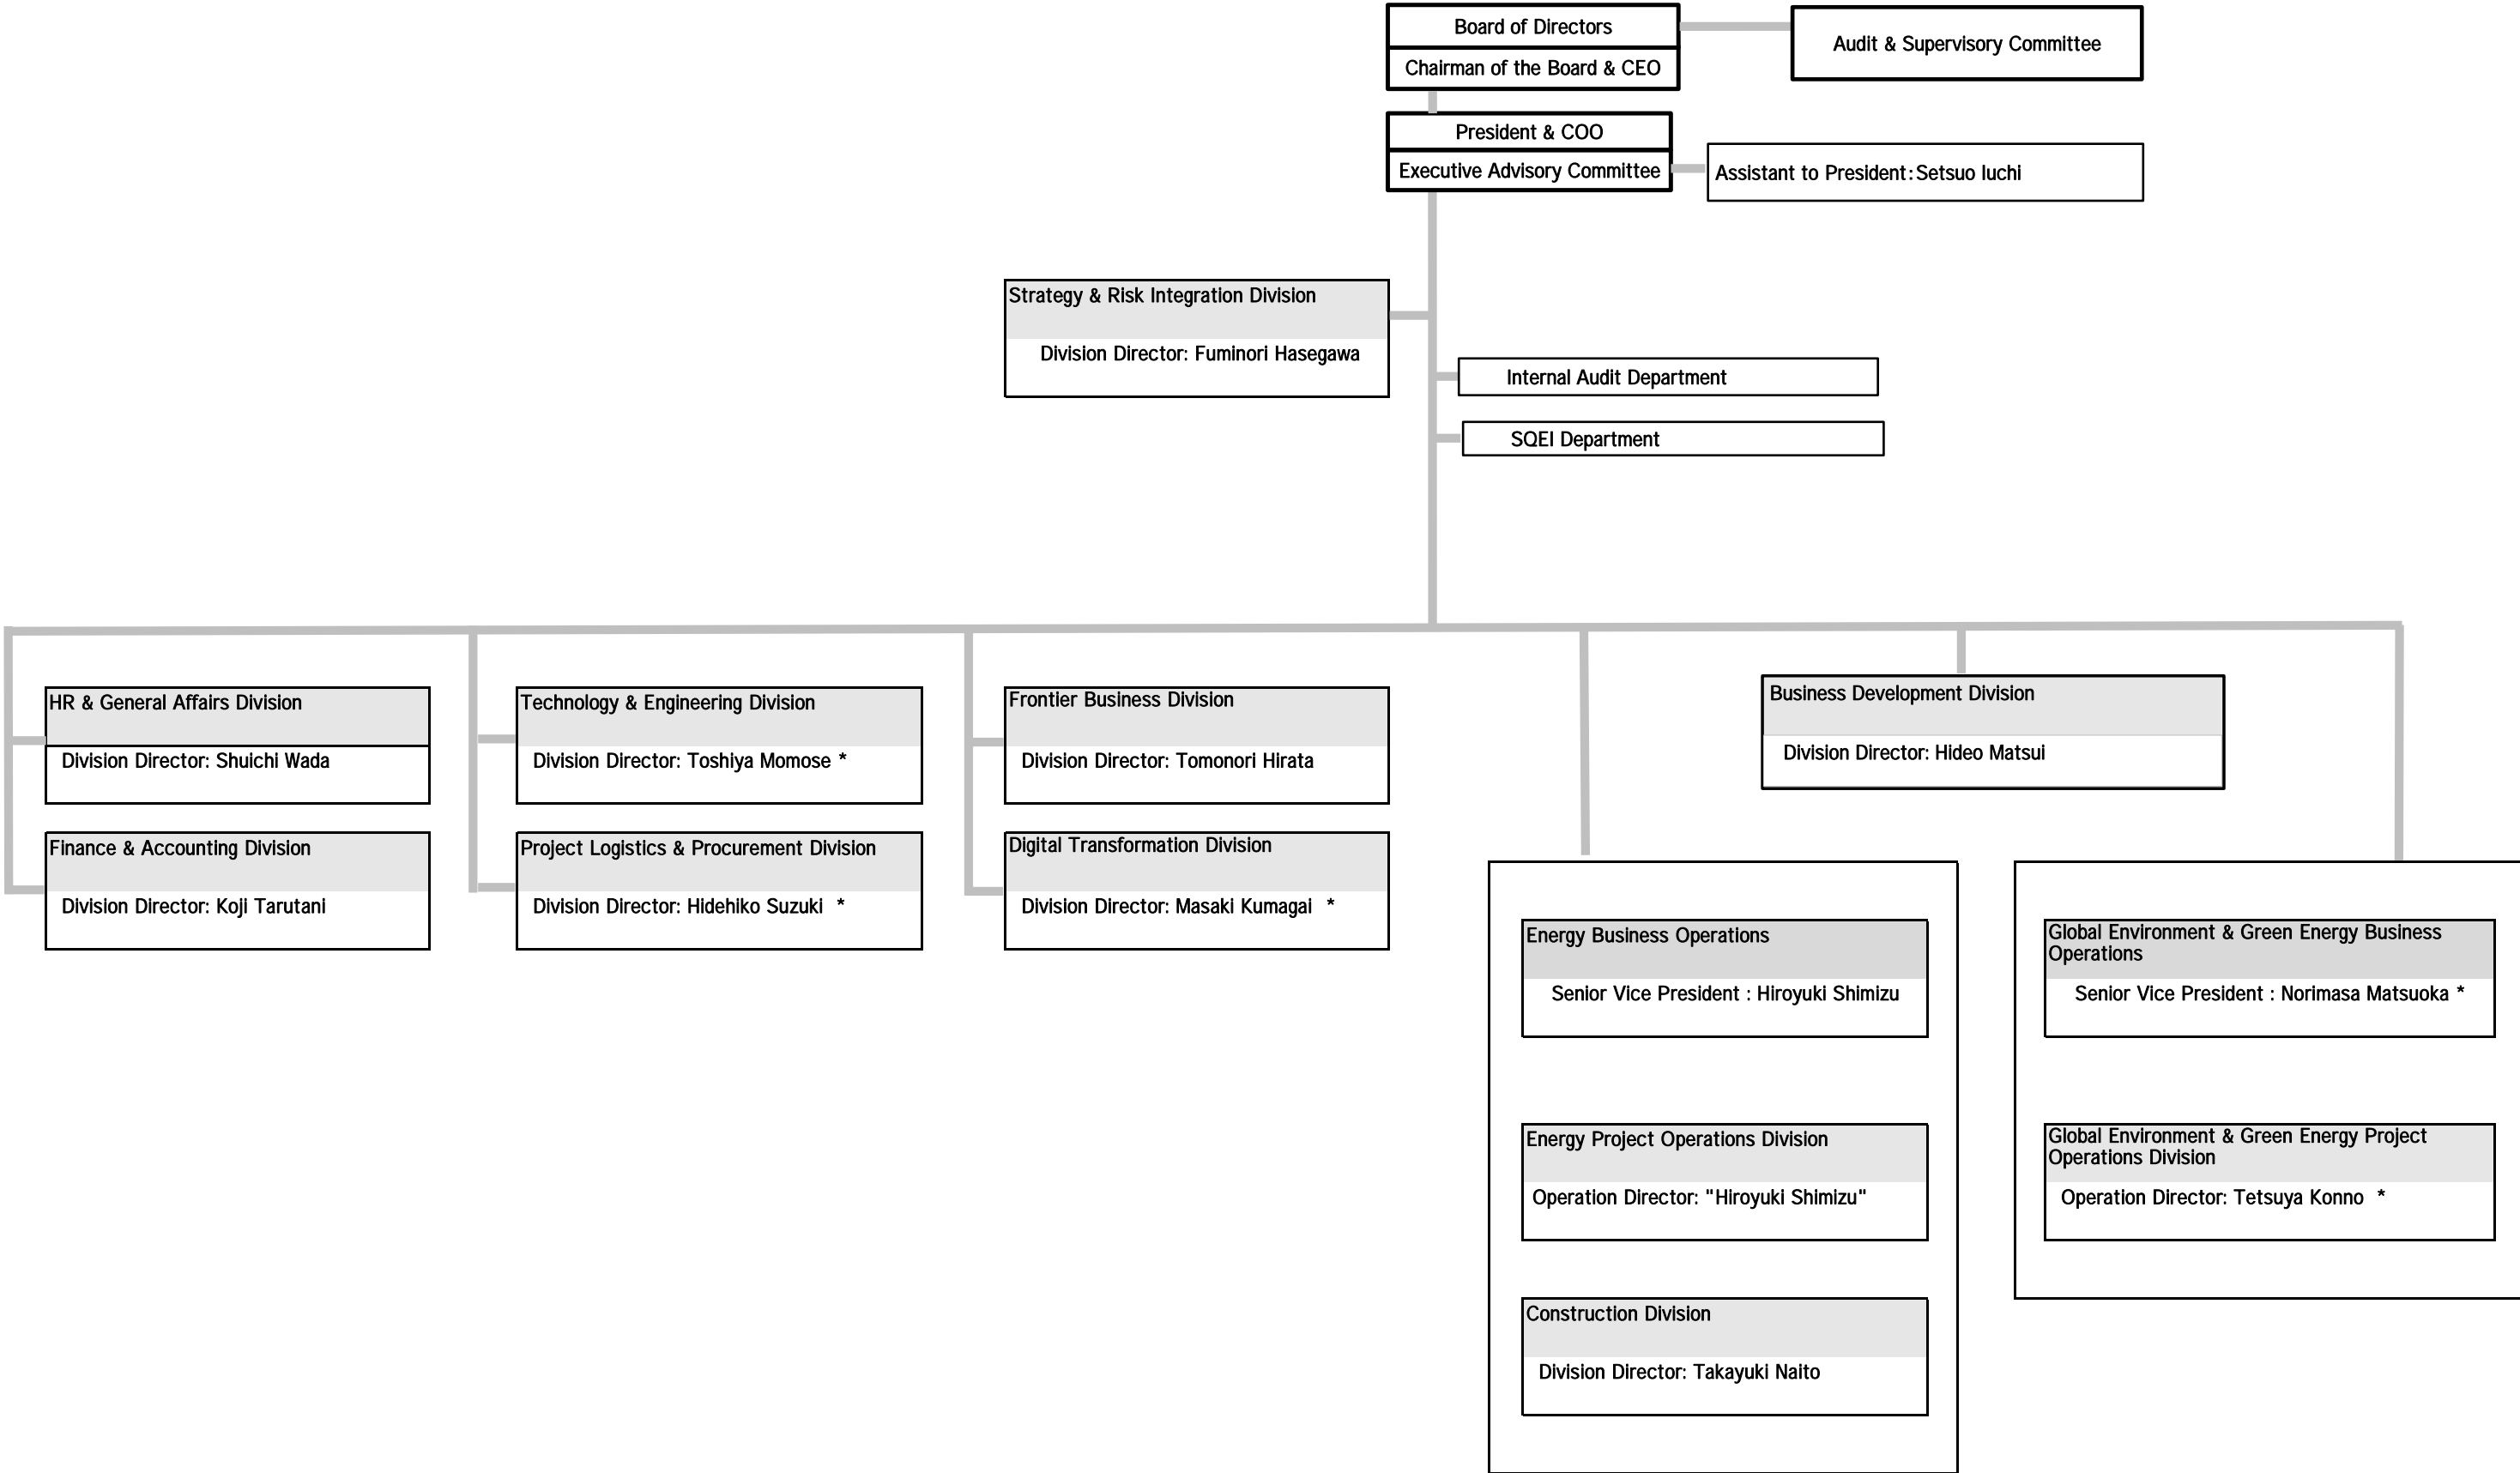 Board of Directors
Chairman of the Board & CEO
Audit & Supervisory Committee
President & COO
Executive Advisory Committee
Assistant to President:Setsuo Iuchi
Strategy & Risk Integration Division
Division Director: Fuminori Hasegawa
Internal Audit Department
SQEI Department
HR & General Affairs Division
Division Director: Shuichi Wada
Finance & Accounting Division
Division Director: Koji Tarutani
Technology & Engineering Division
Division Director: Toshiya Momose *
Project Logistics & Procurement Division
Division Director: Hidehiko Suzuki *
Frontier Business Division
Division Director: Tomonori Hirata
Digital Transformation Division
Division Director: Masaki Kumagai *
Business Development Division
Division Director: Hideo Matsui
Energy Business Operations
Senior Vice President : Hiroyuki Shimizu
Energy Project Operations Division
Operation Director: "Hiroyuki Shimizu"
Construction Division
Division Director: Takayuki Naito
Global Environment & Green Energy Business
Operations
Senior Vice President : Norimasa Matsuoka *
Global Environment & Green Energy Project
Operations Division
Operation Director: Tetsuya Konno *